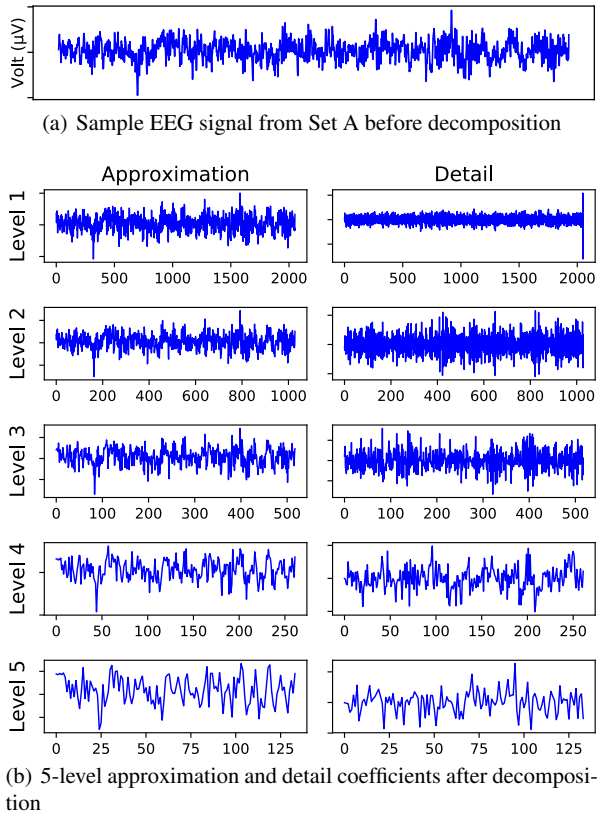 Volt (μV)
(a) Sample EEG signal from Set A before decomposition
Approximation Detail
Level 1
0 500 1000 1500 2000 0 500 1000 1500 2000
Level 2
0 200 400 600 800 1000 0 200 400 600 800 1000
Level 3
0 100 200 300 400 500 0 100 200 300 400 500
Level 4
0 50 100 150 200 250 0 50 100 150 200 250
Level 5
0 25 50 75 100 125 0 25 50 75 100 125
(b) 5-level approximation and detail coefficients after decomposi-
tion